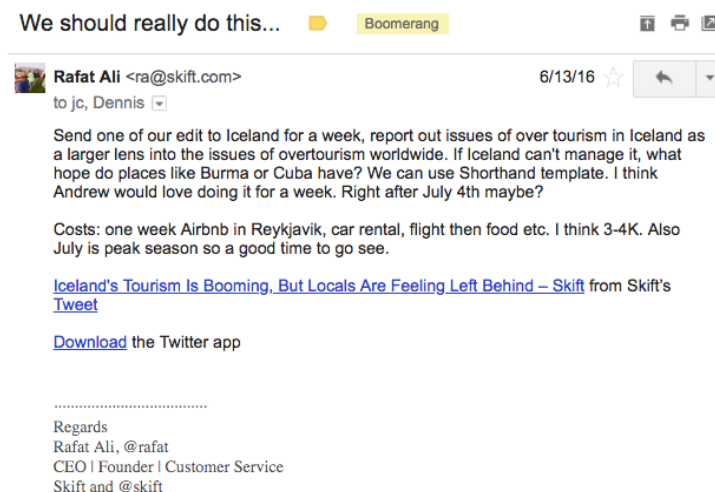 We should really do this...
Boomerang
Rafat Ali <ra@skift.com>
6/13/16
to jc, Dennis
Send one of our edit to Iceland for a week, report out issues of over tourism in Iceland as
a larger lens into the issues of overtourism worldwide. If Iceland can't manage it, what
hope do places like Burma or Cuba have? We can use Shorthand template. I think
Andrew would love doing it for a week. Right after July 4th maybe?
Costs: one week Airbnb in Reykjavik, car rental, flight then food etc. I think 3-4K. Also
July is peak season so a good time to go see.
Iceland's Tourism Is Booming, But Locals Are Feeling Left Behind – Skift from Skift's
Tweet
Download the Twitter app
.....................................
Regards
Rafat Ali, @rafat
CEO | Founder | Customer Service
Skift and @skift